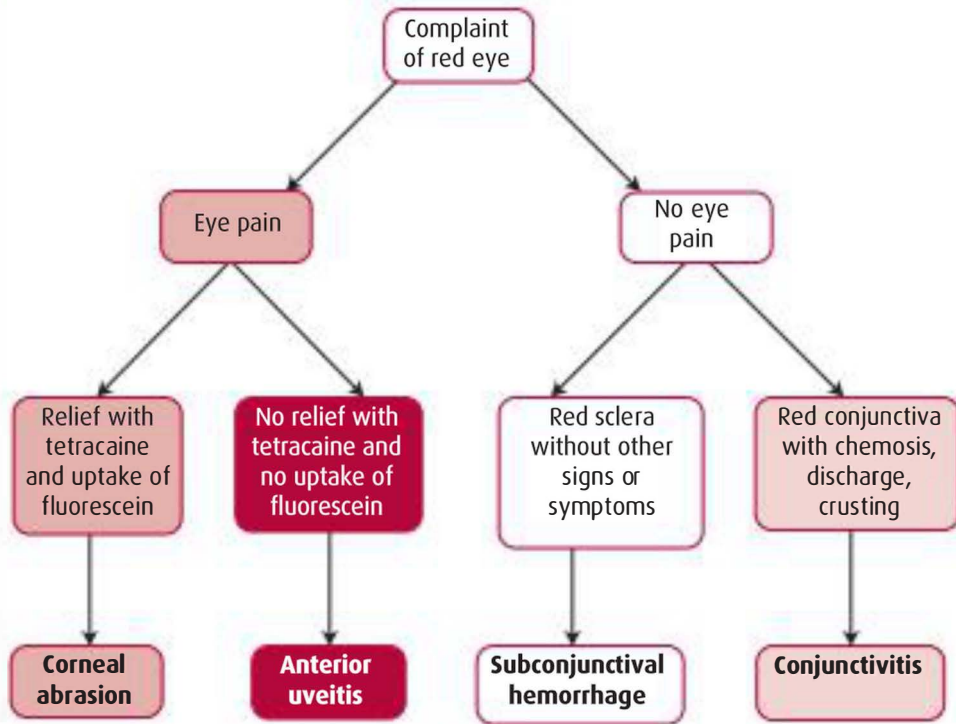 Complaint
of red eye
Eye pain
No eye
pain
Relief with
tetracaine
and uptake of
fluorescein
No relief with
tetracaine and
no uptake of
fluorescein
Red sclera
without other
signs or
symptoms
Red conjunctiva
with chemosis,
discharge,
crusting
Corneal
abrasion
Anterior
uveitis
Subconjunctival
hemorrhage
Conjunctivitis